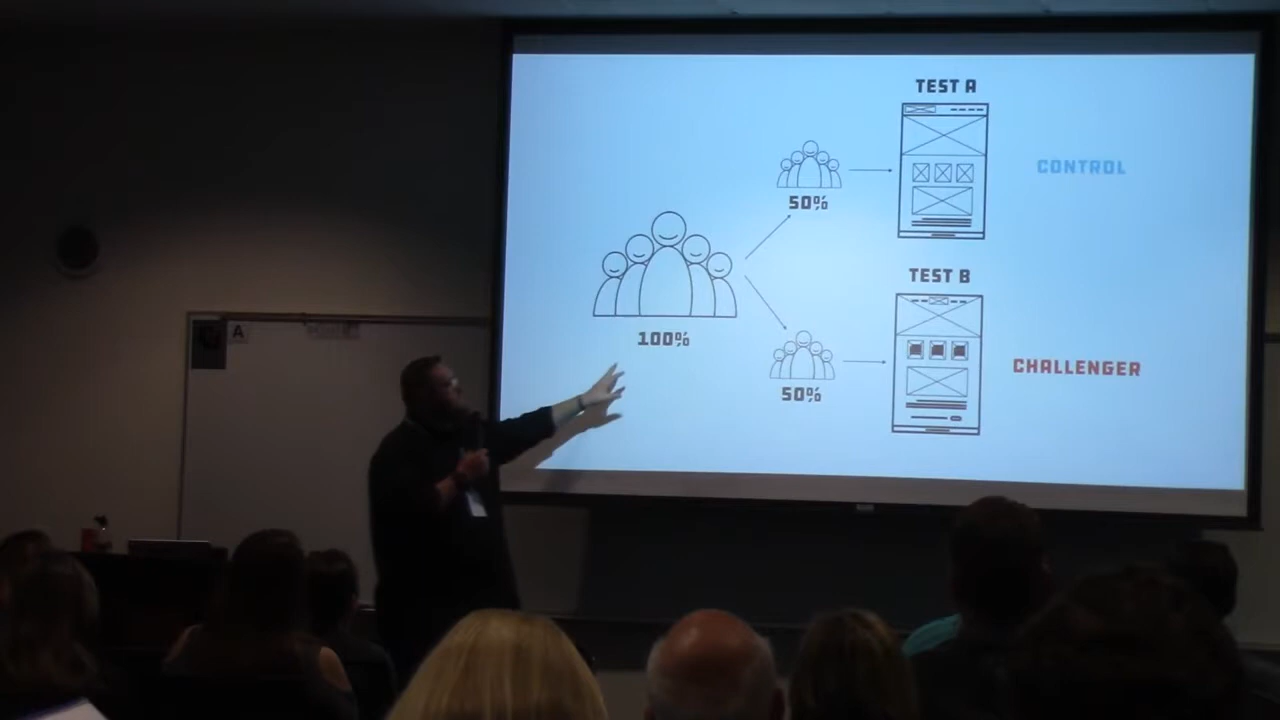 TEST A
CONTROL
50%
100%
TEST B
CHALLENGER
50%
A